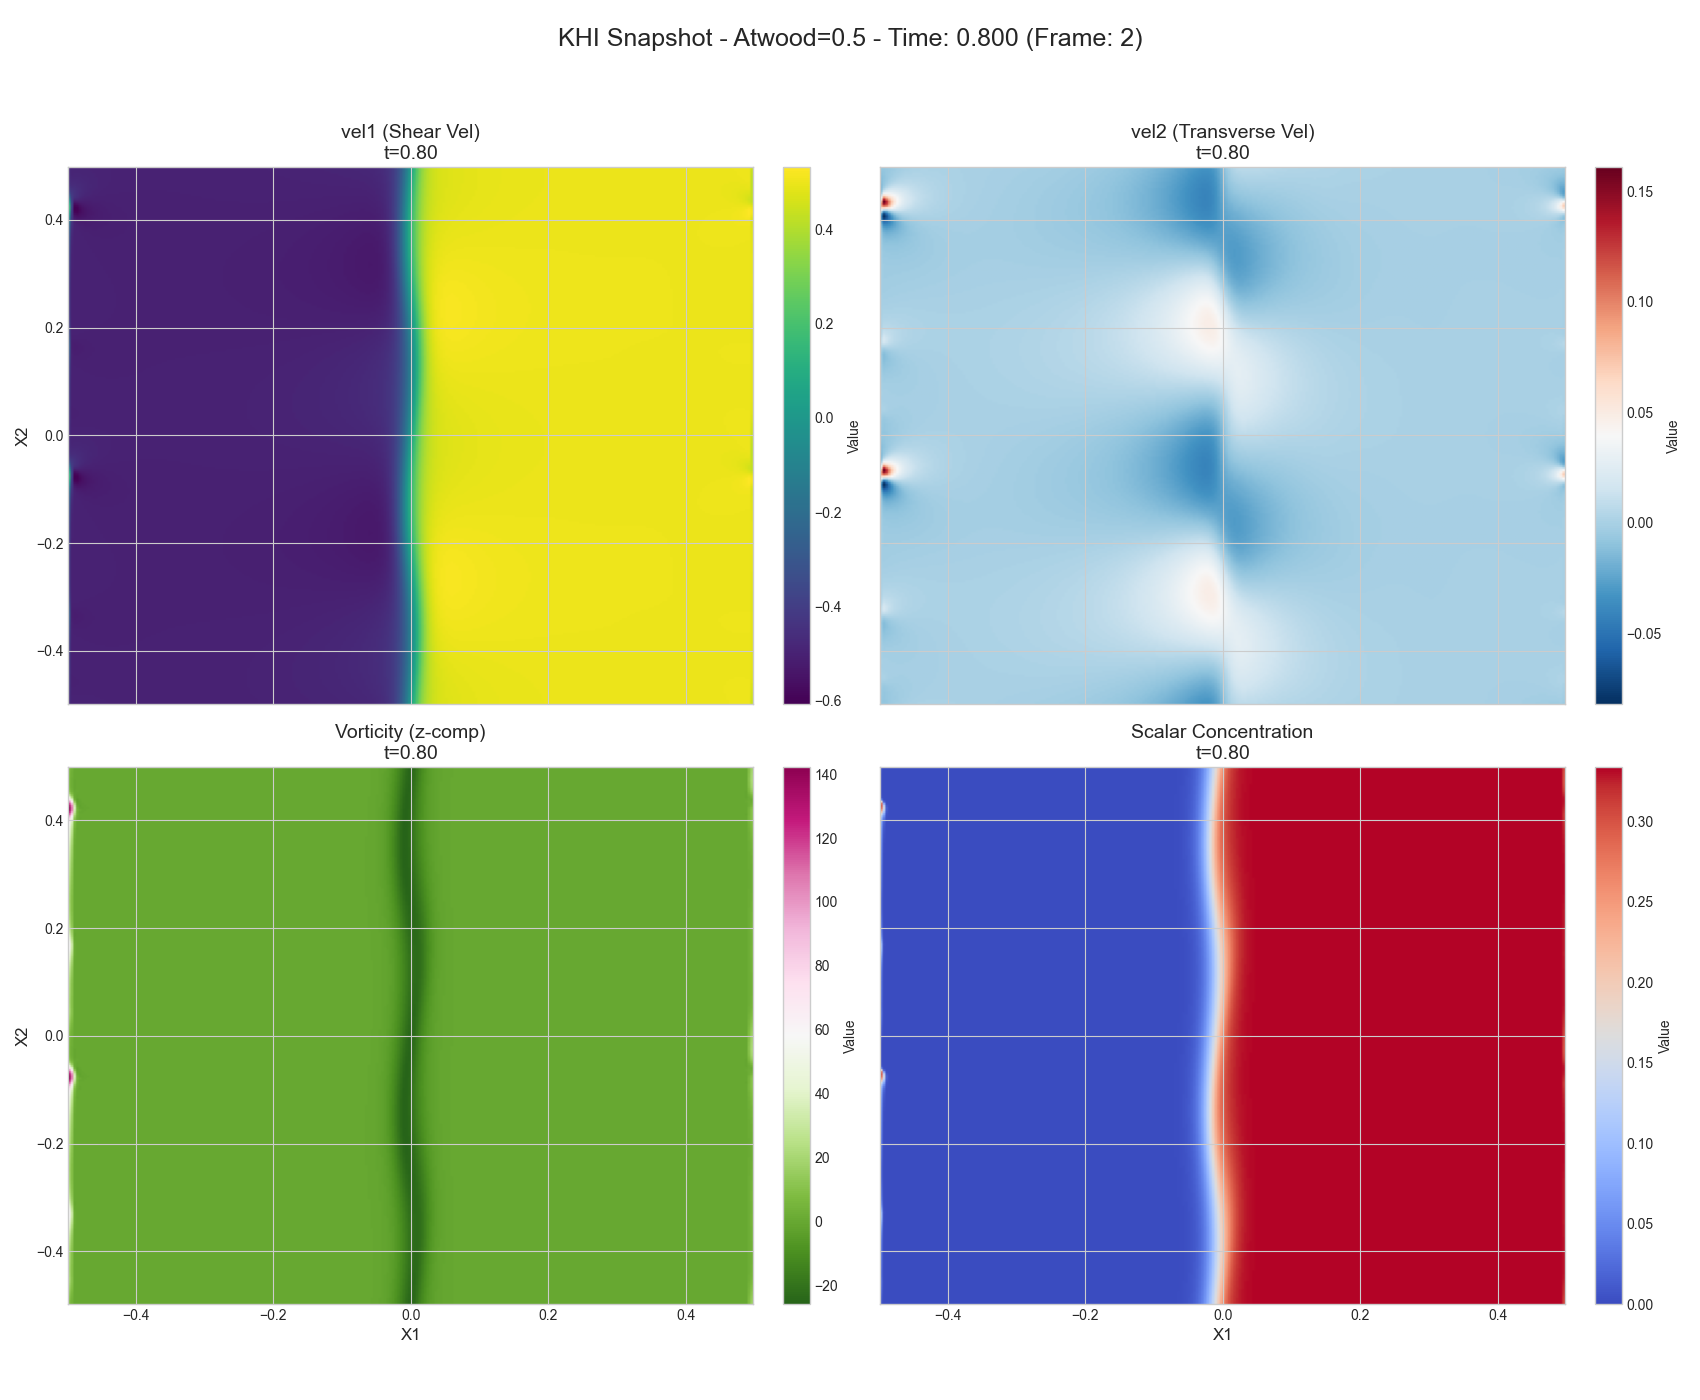 KHI Snapshot - Atwood=0.5 - Time: 0.800 (Frame: 2)
vel1 (Shear Vel)
t=0.80
X2
0.4
0.2
0.0
−0.2
−0.4
0.4
0.2
0.0
−0.2
−0.4
−0.6
Value
vel2 (Transverse Vel)
t=0.80
0.15
0.10
0.05
0.00
−0.05
Value
Vorticity (z-comp)
t=0.80
X2
0.4
0.2
0.0
−0.2
−0.4
−0.4
−0.2
0.0
0.2
0.4
X1
140
120
100
80
60
40
20
0
−20
Value
Scalar Concentration
t=0.80
−0.4
−0.2
0.0
0.2
0.4
X1
0.30
0.25
0.20
0.15
0.10
0.05
0.00
Value